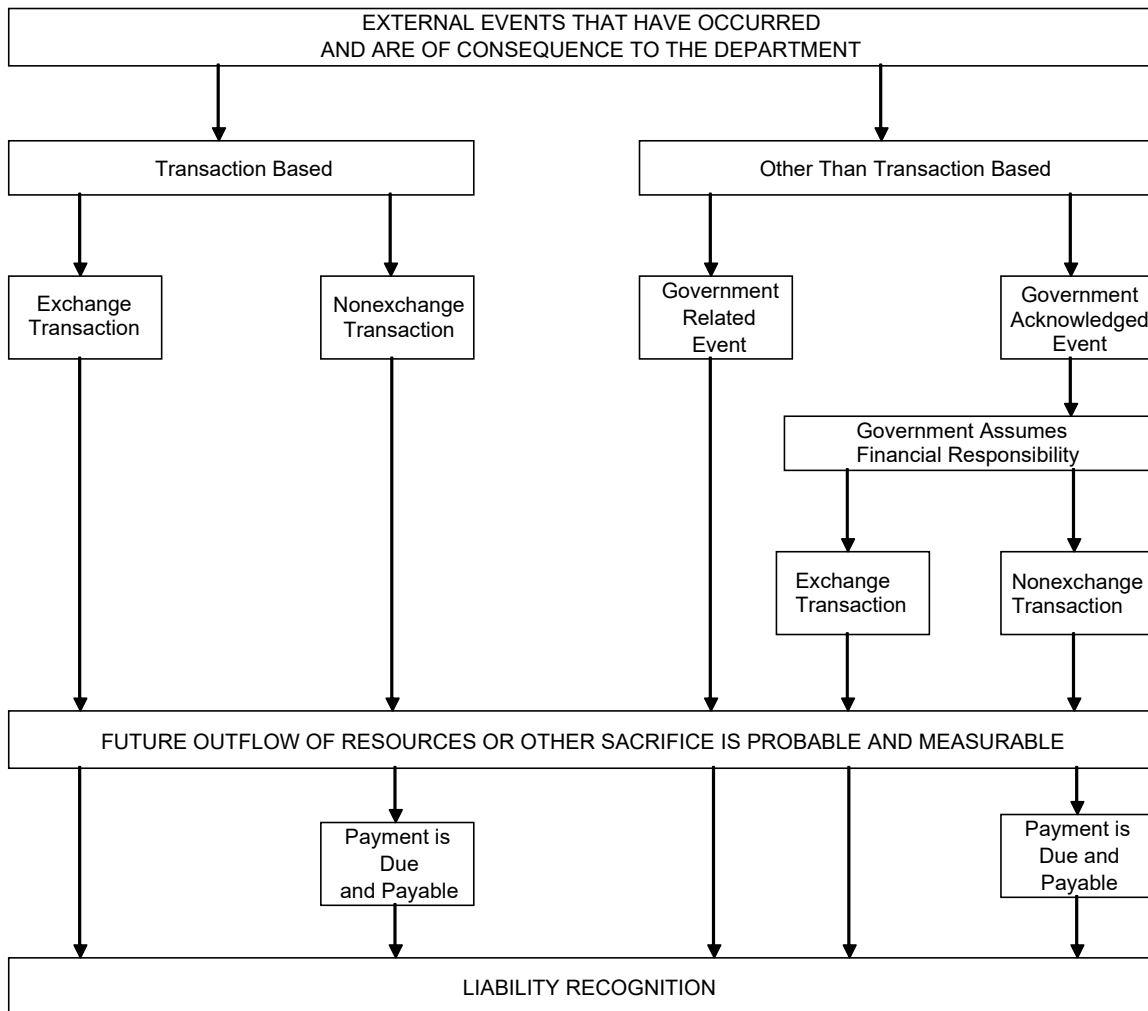 EXTERNAL EVENTS THAT HAVE OCCURRED
AND ARE OF CONSEQUENCE TO THE DEPARTMENT
Transaction Based
Other Than Transaction Based
Exchange
Transaction
Nonexchange
Transaction
Government
Related
Event
Government
Acknowledged
Event
Government Assumes
Financial Responsibility
Exchange
Transaction
Nonexchange
Transaction
FUTURE OUTFLOW OF RESOURCES OR OTHER SACRIFICE IS PROBABLE AND MEASURABLE
Payment is
Due
and Payable
Payment is
Due and
Payable
LIABILITY RECOGNITION